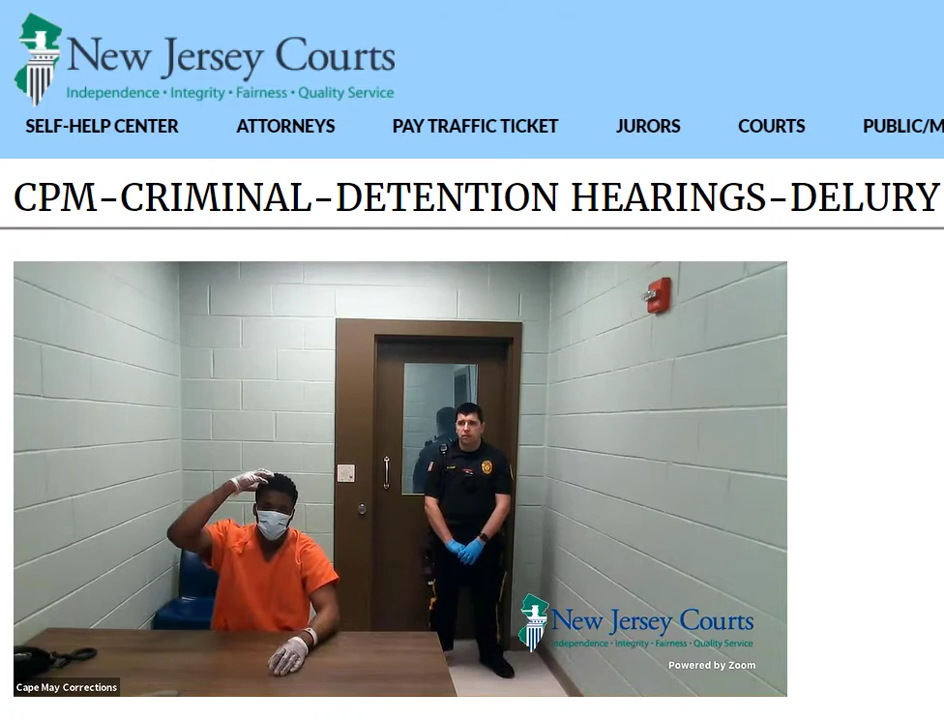 New Jersey Courts
Independence • Integrity • Fairness • Quality Service
SELF-HELP CENTER ATTORNEYS PAY TRAFFIC TICKET JURORS COURTS PUBLIC/M
CPM-CRIMINAL-DETENTION HEARINGS-DELURY
New Jersey Courts
Independence • Integrity • Fairness • Quality Service
Powered by Zoom
Cape May Corrections